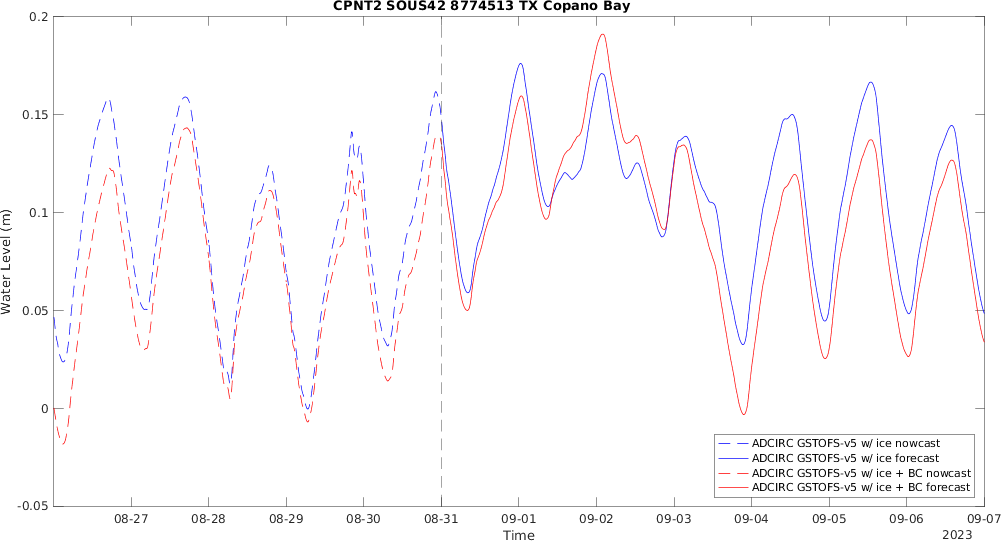 CPNT2 SOUS42 8774513 TX Copano Bay
0.2
0.15
0.1
0.05
0
-0.05
Water Level (m)
08-27 08-28 08-29 08-30 08-31 09-01 09-02 09-03 09-04 09-05 09-06 09-07
Time
2023
ADCIRC GSTOFS-v5 w/ ice nowcast
ADCIRC GSTOFS-v5 w/ ice forecast
ADCIRC GSTOFS-v5 w/ ice + BC nowcast
ADCIRC GSTOFS-v5 w/ ice + BC forecast